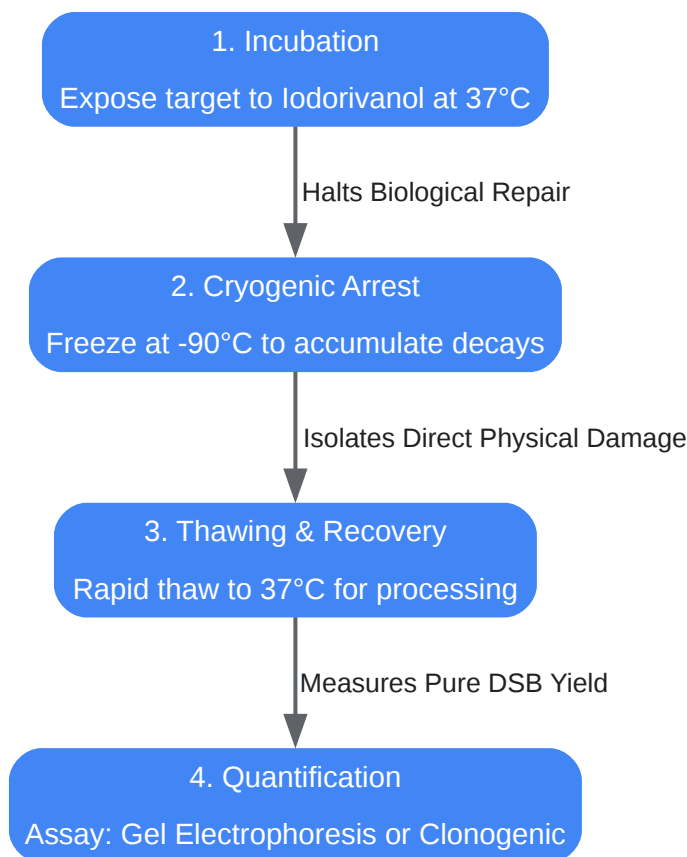 1. Incubation
Expose target to Iodorivanol at 37°C
Halts Biological Repair
2. Cryogenic Arrest
Freeze at -90°C to accumulate decays
Isolates Direct Physical Damage
3. Thawing & Recovery
Rapid thaw to 37°C for processing
Measures Pure DSB Yield
4. Quantification
Assay: Gel Electrophoresis or Clonogenic